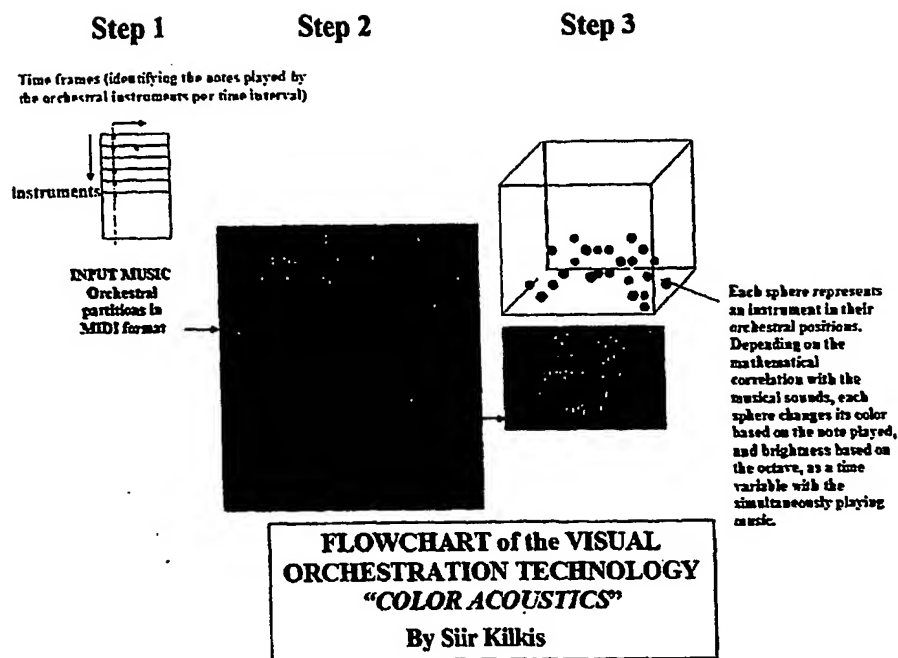 Step 1
Step 2
Step 3
Time frames (identifying the notes played by
the orchestral instruments per time interval)
Instruments
INPUT MUSIC
Orchestral
partitions in
MIDI format
Each sphere represents
an instrument in their
orchestral positions.
Depending on the
mathematical
correlation with the
musical sounds, each
sphere changes its color
based on the note played,
and brightness based on
the octave, as a time
variable with the
simultaneously playing
music.
FLOWCHART of the VISUAL
ORCHESTRATION TECHNOLOGY
“COLOR ACOUSTICS”
By Siir Kilkis